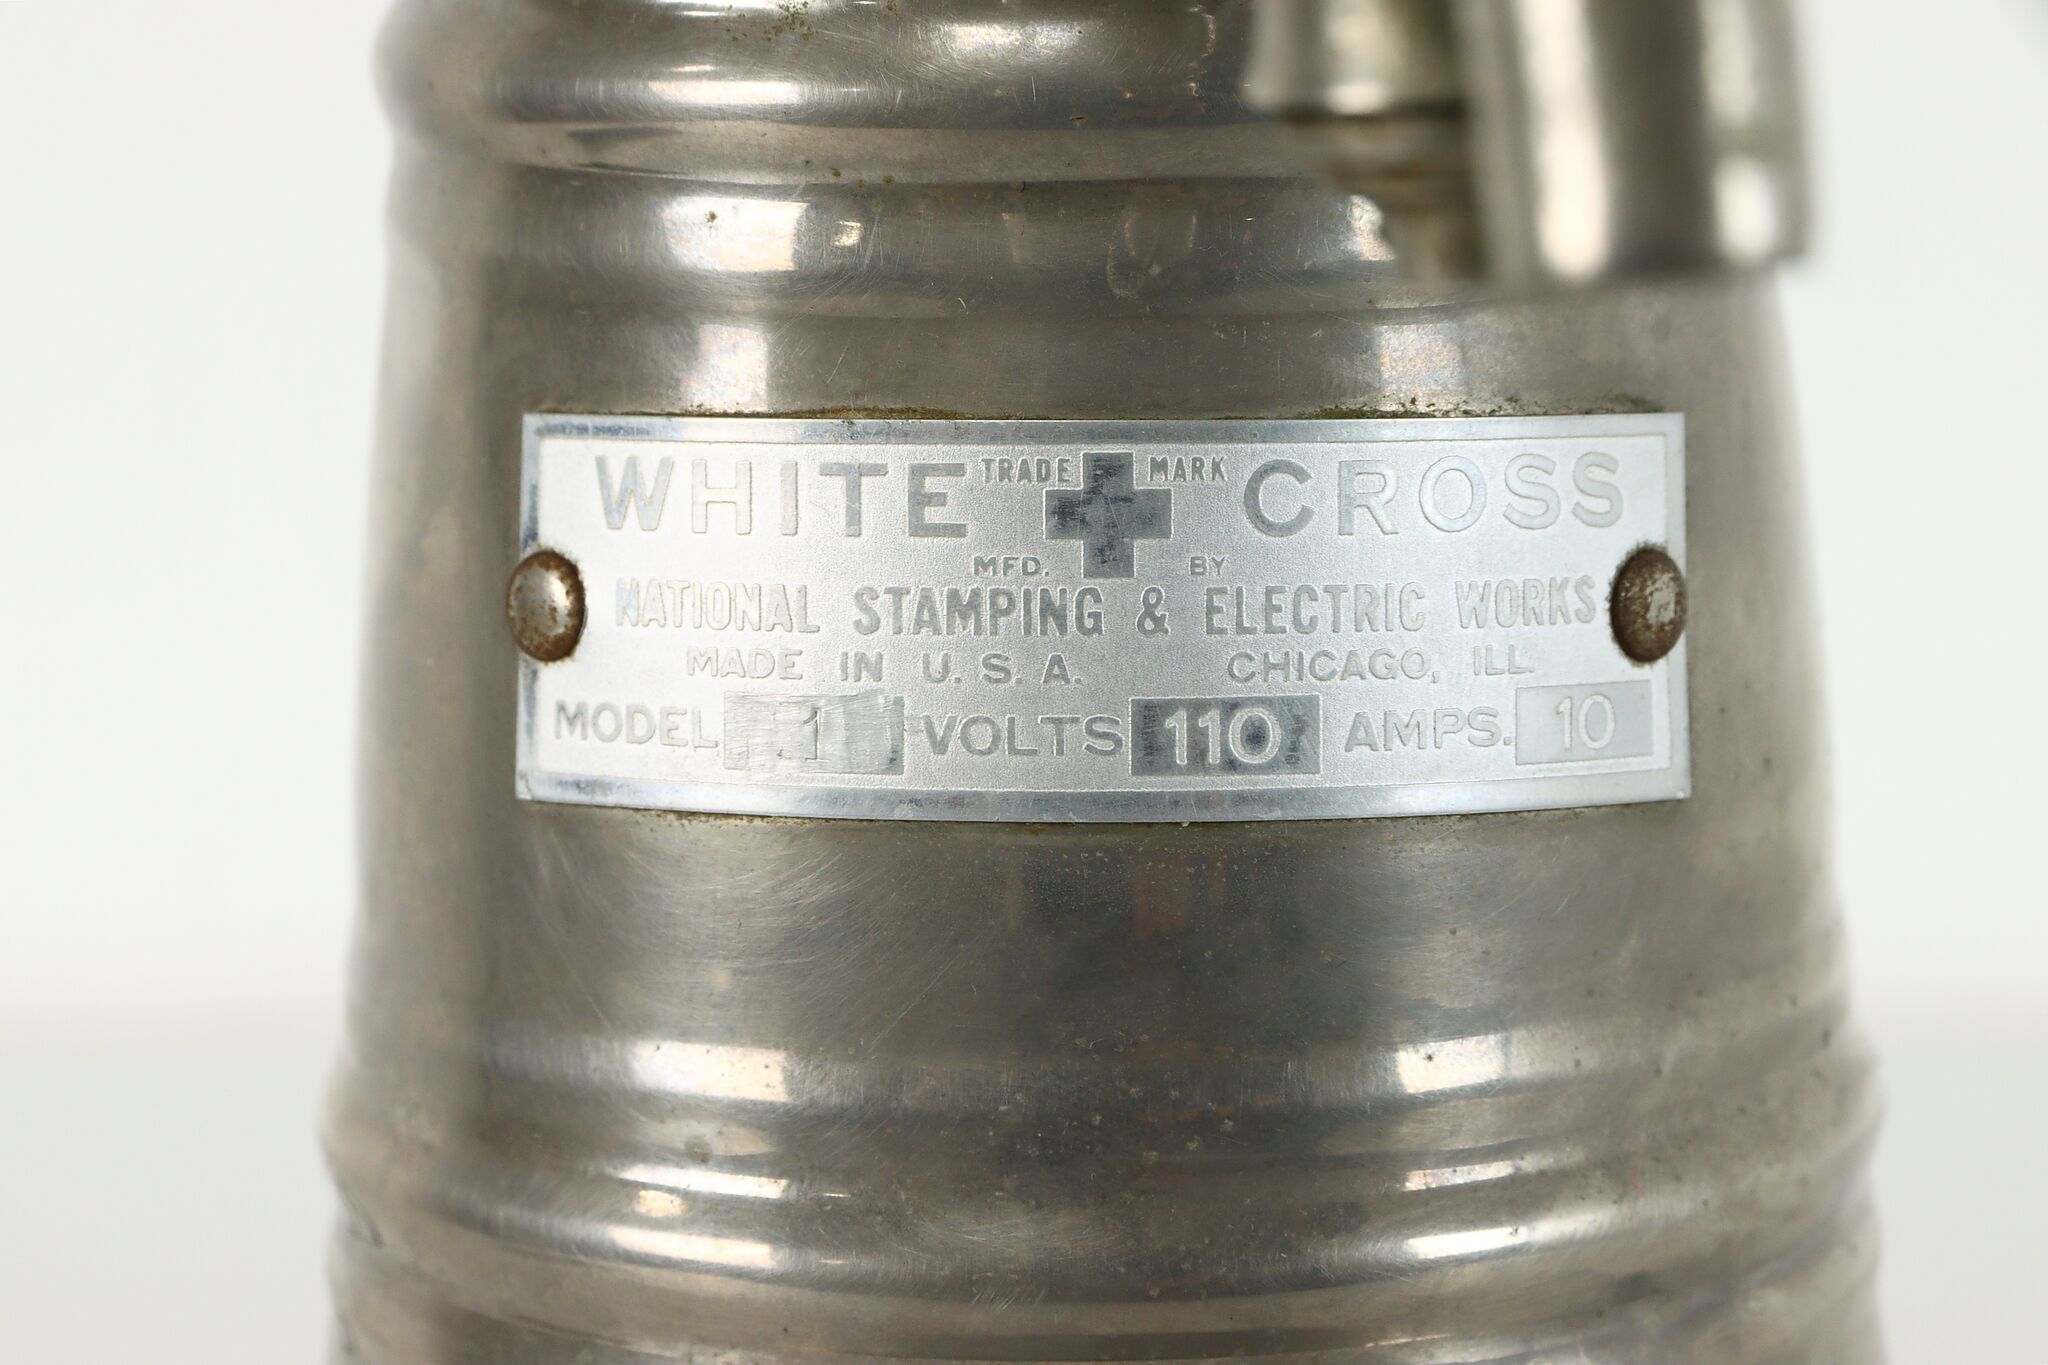 WHITE TRADE MARK CROSS
MFD. BY
NATIONAL STAMPING & ELECTRIC WORKS
MADE IN U.S.A. CHICAGO, ILL.
MODEL 1 VOLTS 110 AMPS. 10